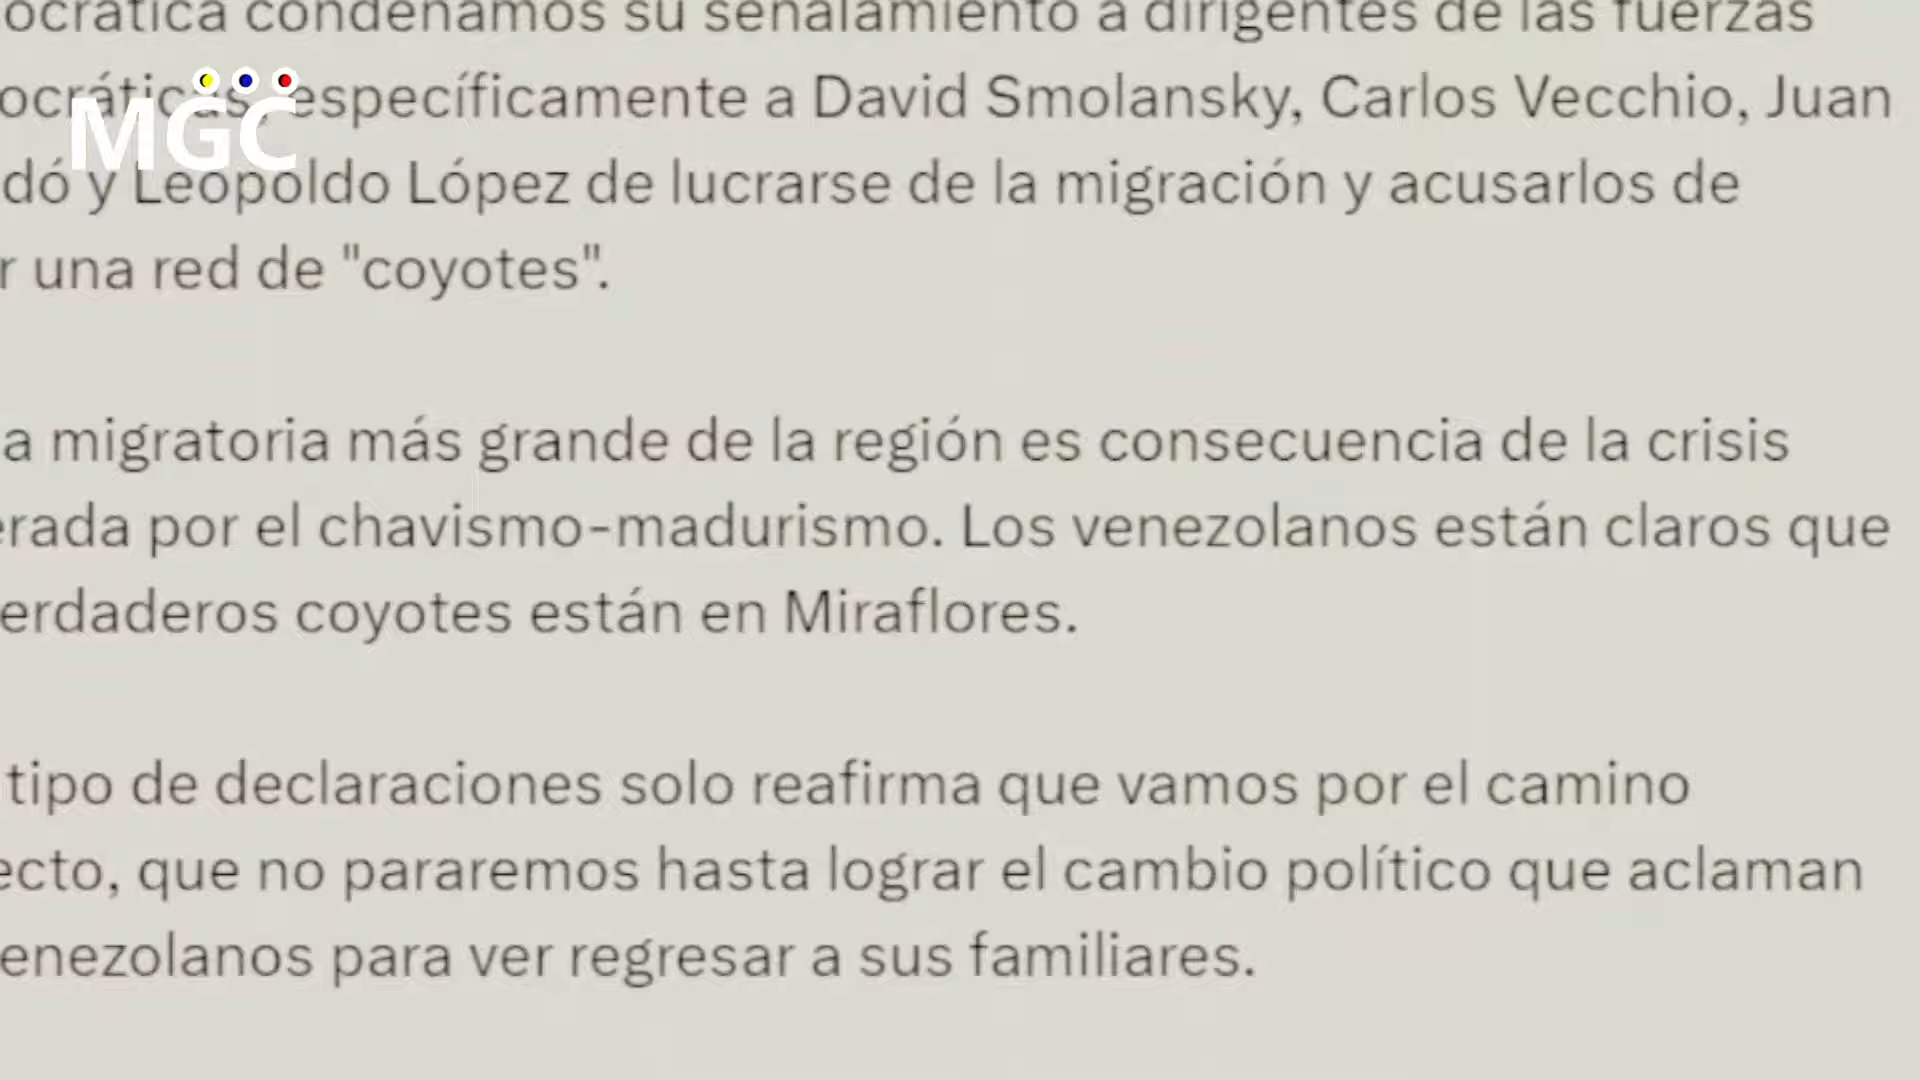 ocrática condenamos su señalamiento a dirigentes de las fuerzas
ocráticas, específicamente a David Smolansky, Carlos Vecchio, Juan
MGC
dó y Leopoldo López de lucrarse de la migración y acusarlos de
r una red de "coyotes".
a migratoria más grande de la región es consecuencia de la crisis
erada por el chavismo-madurismo. Los venezolanos están claros que
erdaderos coyotes están en Miraflores.
tipo de declaraciones solo reafirma que vamos por el camino
ecto, que no pararemos hasta lograr el cambio político que aclaman
enezolanos para ver regresar a sus familiares.